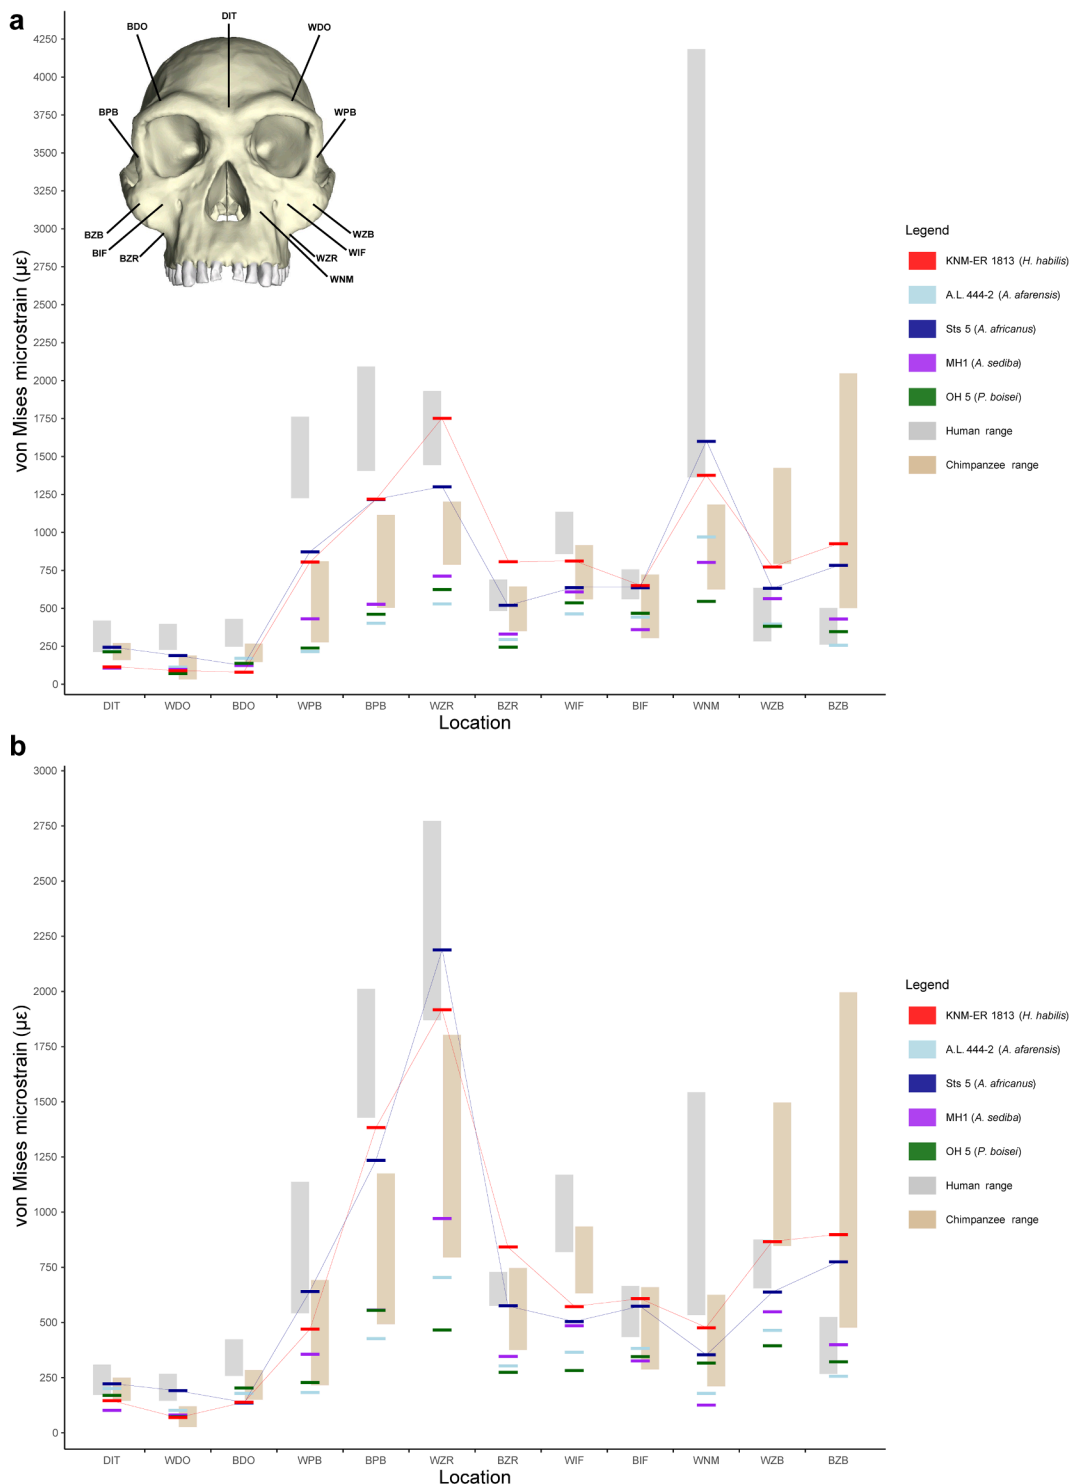 a
DIT
BDO
WDO
BPB
WPB
BZB
WZB
BIF
WIF
BZR
WZR
WNM
von Mises microstrain (µε)
4250
4000
3750
3500
3250
3000
2750
2500
2250
2000
1750
1500
1250
1000
750
500
250
0
DIT WDO BDO WPB BPB WZR BZR WIF BIF WNM WZB BZB
Location
Legend
KNM-ER 1813 (H. habilis)
A.L. 444-2 (A. afarensis)
Sts 5 (A. africanus)
MH1 (A. sediba)
OH 5 (P. boisei)
Human range
Chimpanzee range
b
von Mises microstrain (µε)
3000
2750
2500
2250
2000
1750
1500
1250
1000
750
500
250
0
DIT WDO BDO WPB BPB WZR BZR WIF BIF WNM WZB BZB
Location
Legend
KNM-ER 1813 (H. habilis)
A.L. 444-2 (A. afarensis)
Sts 5 (A. africanus)
MH1 (A. sediba)
OH 5 (P. boisei)
Human range
Chimpanzee range